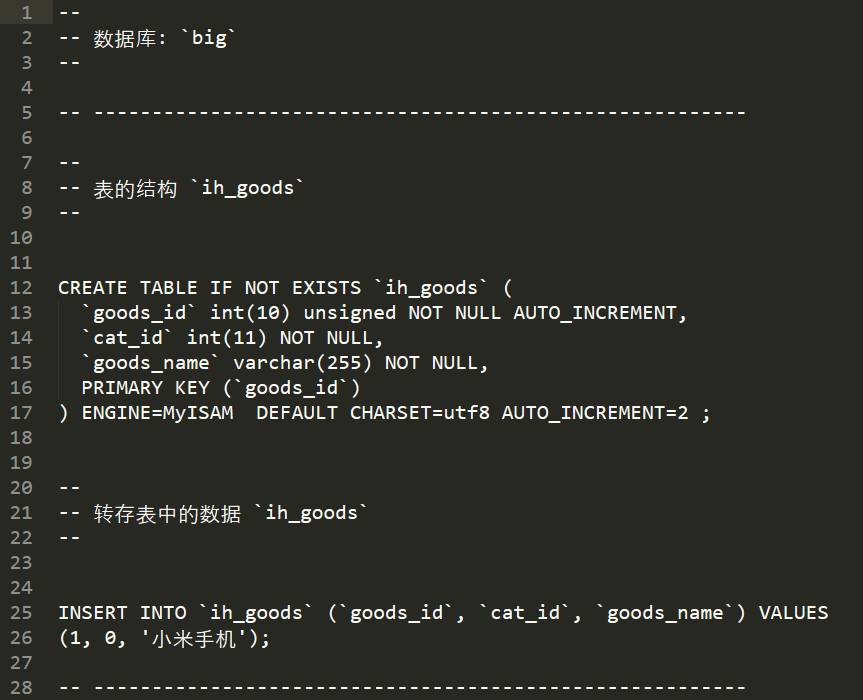 1 --
2 -- 数据库: `big`
3 --
4
5 -- --------------------------------------------------------
6
7 --
8 -- 表的结构 `ih_goods`
9 --
10
11
12 CREATE TABLE IF NOT EXISTS `ih_goods` (
13   `goods_id` int(10) unsigned NOT NULL AUTO_INCREMENT,
14   `cat_id` int(11) NOT NULL,
15   `goods_name` varchar(255) NOT NULL,
16   PRIMARY KEY (`goods_id`)
17 ) ENGINE=MyISAM  DEFAULT CHARSET=utf8 AUTO_INCREMENT=2 ;
18
19
20 --
21 -- 转存表中的数据 `ih_goods`
22 --
23
24
25 INSERT INTO `ih_goods` (`goods_id`, `cat_id`, `goods_name`) VALUES
26 (1, 0, '小米手机');
27
28 -- --------------------------------------------------------